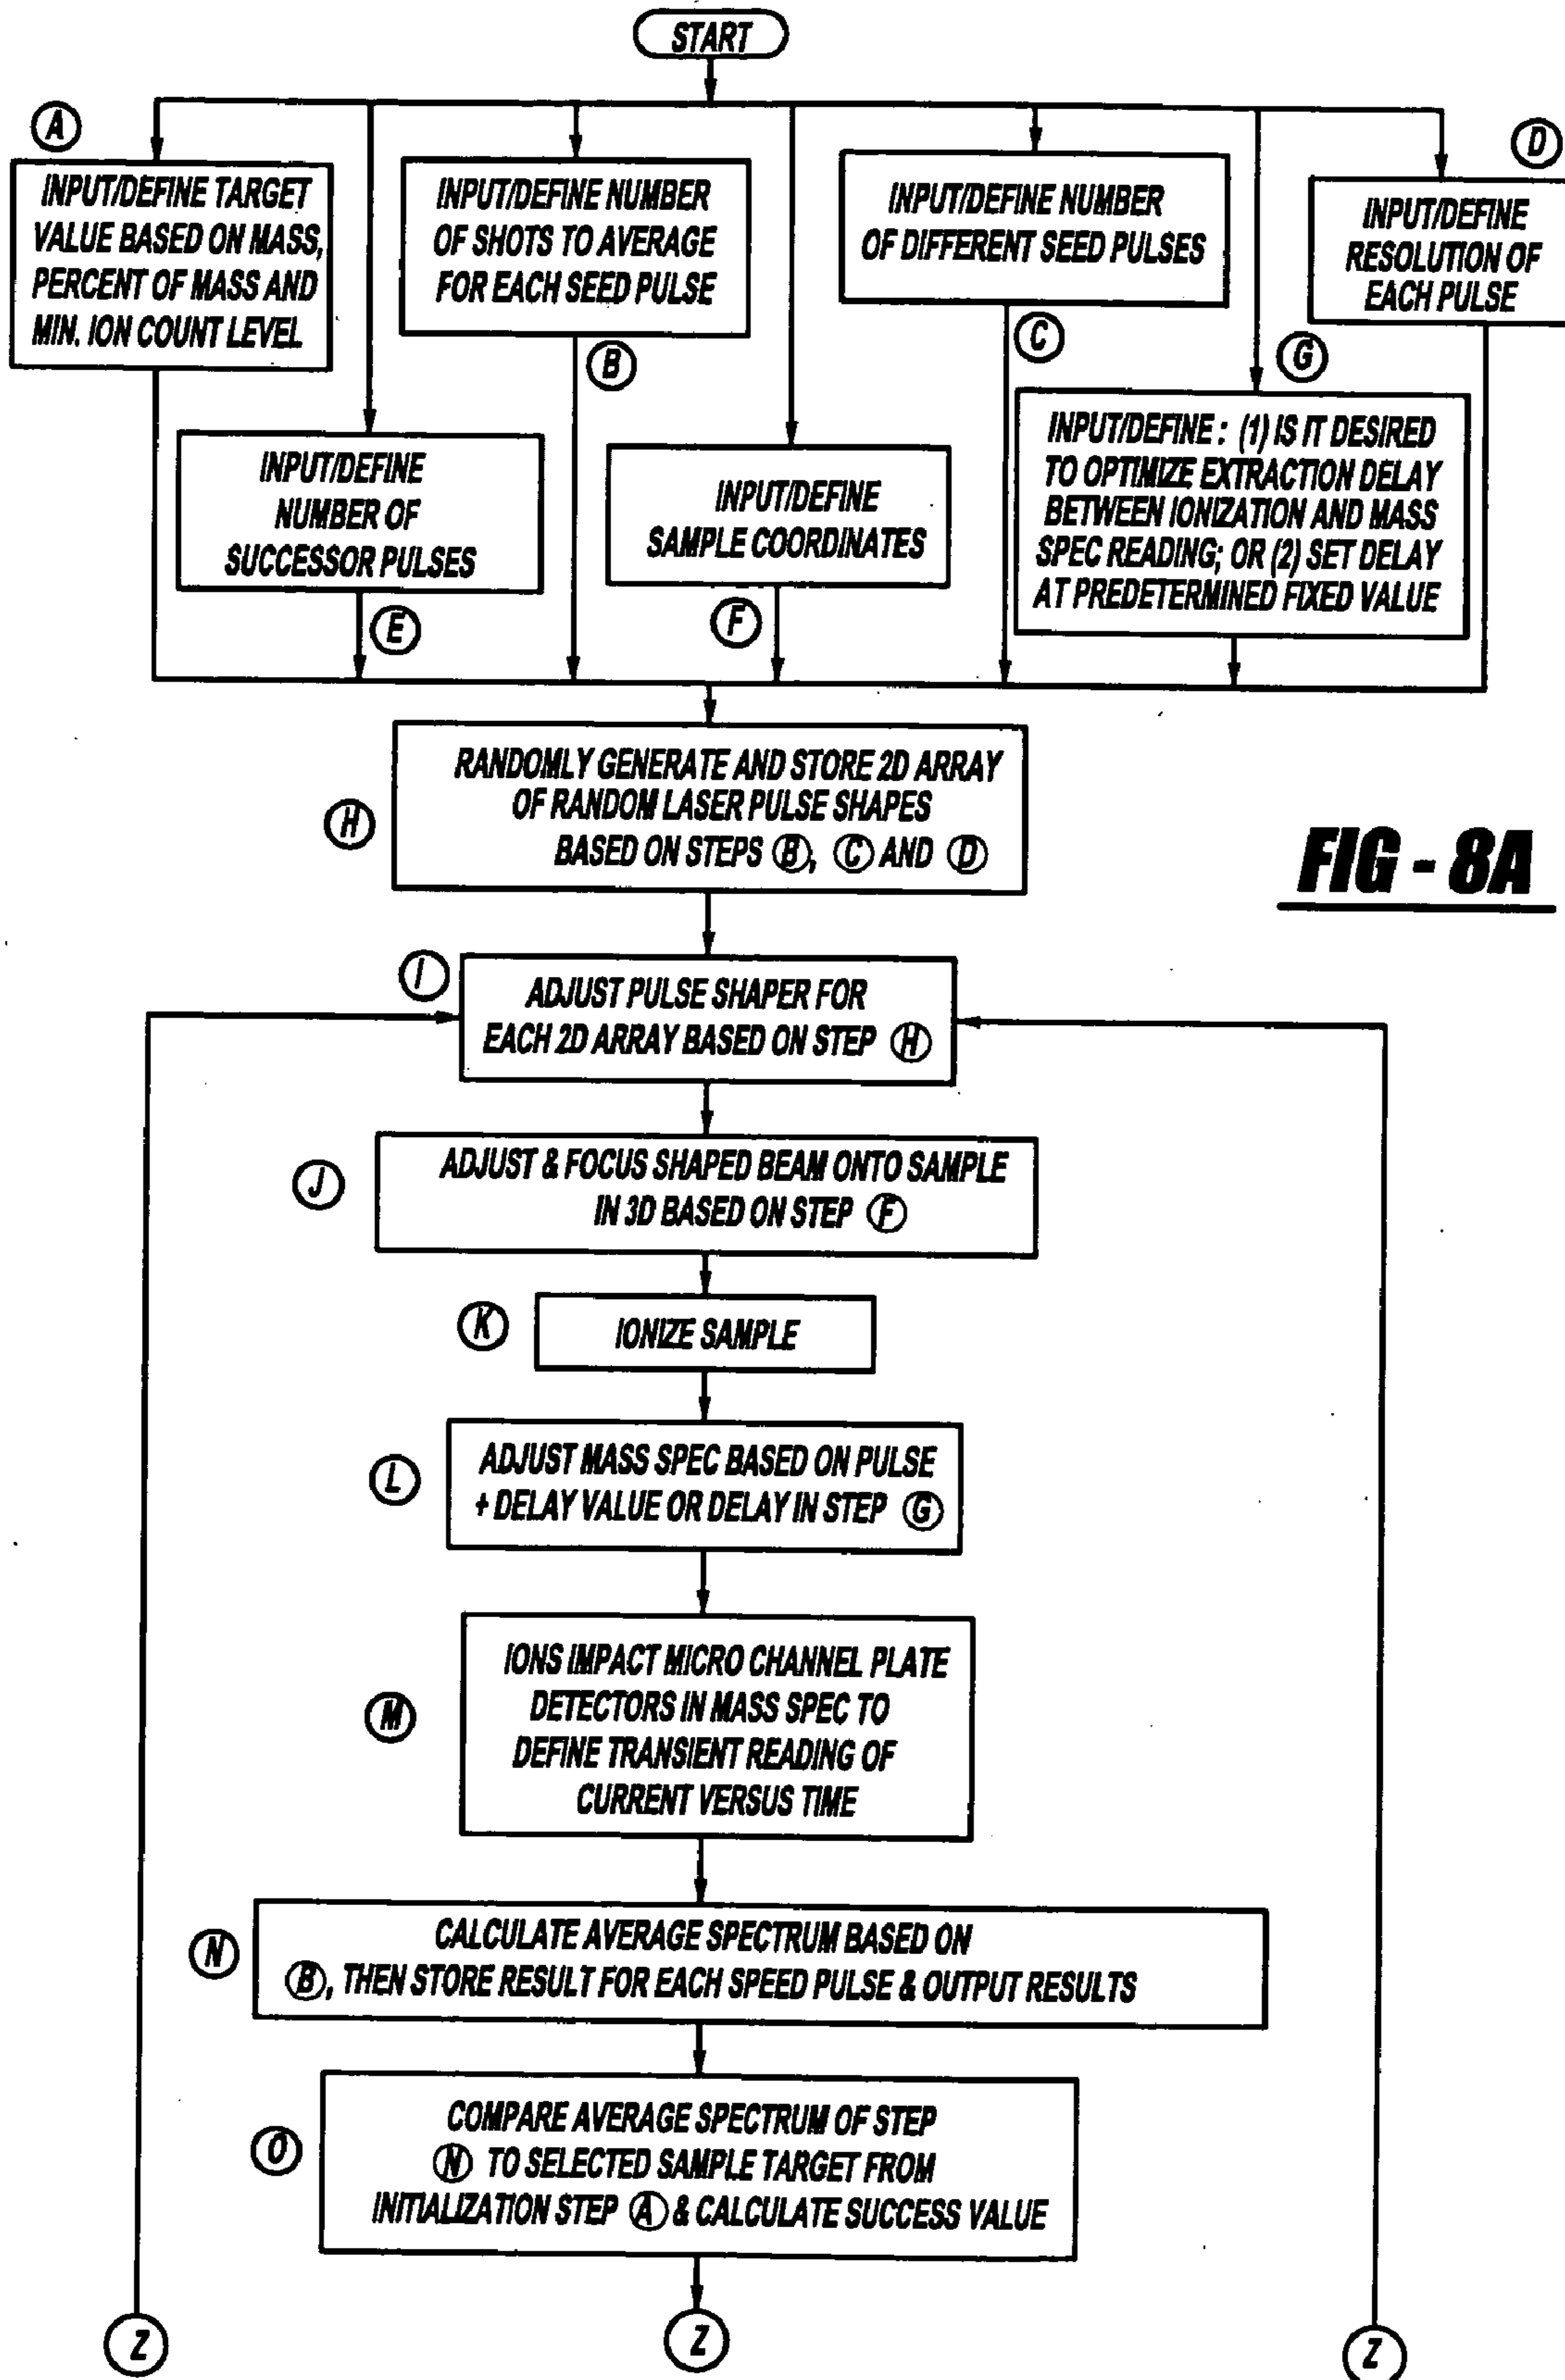 START
A
INPUT/DEFINE TARGET
VALUE BASED ON MASS,
PERCENT OF MASS AND
MIN. ION COUNT LEVEL
INPUT/DEFINE NUMBER
OF SHOTS TO AVERAGE
FOR EACH SEED PULSE
B
INPUT/DEFINE NUMBER
OF DIFFERENT SEED PULSES
C
D
INPUT/DEFINE
RESOLUTION OF
EACH PULSE
G
INPUT/DEFINE
NUMBER OF
SUCCESSOR PULSES
E
INPUT/DEFINE
SAMPLE COORDINATES
F
INPUT/DEFINE : (1) IS IT DESIRED
TO OPTIMIZE EXTRACTION DELAY
BETWEEN IONIZATION AND MASS
SPEC READING; OR (2) SET DELAY
AT PREDETERMINED FIXED VALUE
H
RANDOMLY GENERATE AND STORE 2D ARRAY
OF RANDOM LASER PULSE SHAPES
BASED ON STEPS B, C AND D
FIG - 8A
I
ADJUST PULSE SHAPER FOR
EACH 2D ARRAY BASED ON STEP H
J
ADJUST & FOCUS SHAPED BEAM ONTO SAMPLE
IN 3D BASED ON STEP F
K
IONIZE SAMPLE
L
ADJUST MASS SPEC BASED ON PULSE
+ DELAY VALUE OR DELAY IN STEP G
M
IONS IMPACT MICRO CHANNEL PLATE
DETECTORS IN MASS SPEC TO
DEFINE TRANSIENT READING OF
CURRENT VERSUS TIME
N
CALCULATE AVERAGE SPECTRUM BASED ON
B, THEN STORE RESULT FOR EACH SPEED PULSE & OUTPUT RESULTS
O
COMPARE AVERAGE SPECTRUM OF STEP
N TO SELECTED SAMPLE TARGET FROM
INITIALIZATION STEP A & CALCULATE SUCCESS VALUE
Z
Z
Z